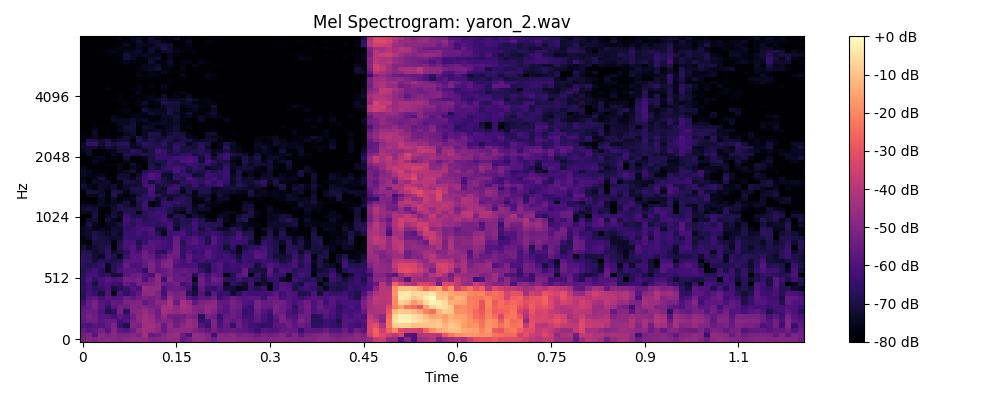 Mel Spectrogram: yaron_2.wav
+0 dB
-10 dB
-20 dB
-30 dB
-40 dB
-50 dB
-60 dB
-70 dB
-80 dB
Hz
4096
2048
1024
512
0
0 0.15 0.3 0.45 0.6 0.75 0.9 1.1
Time